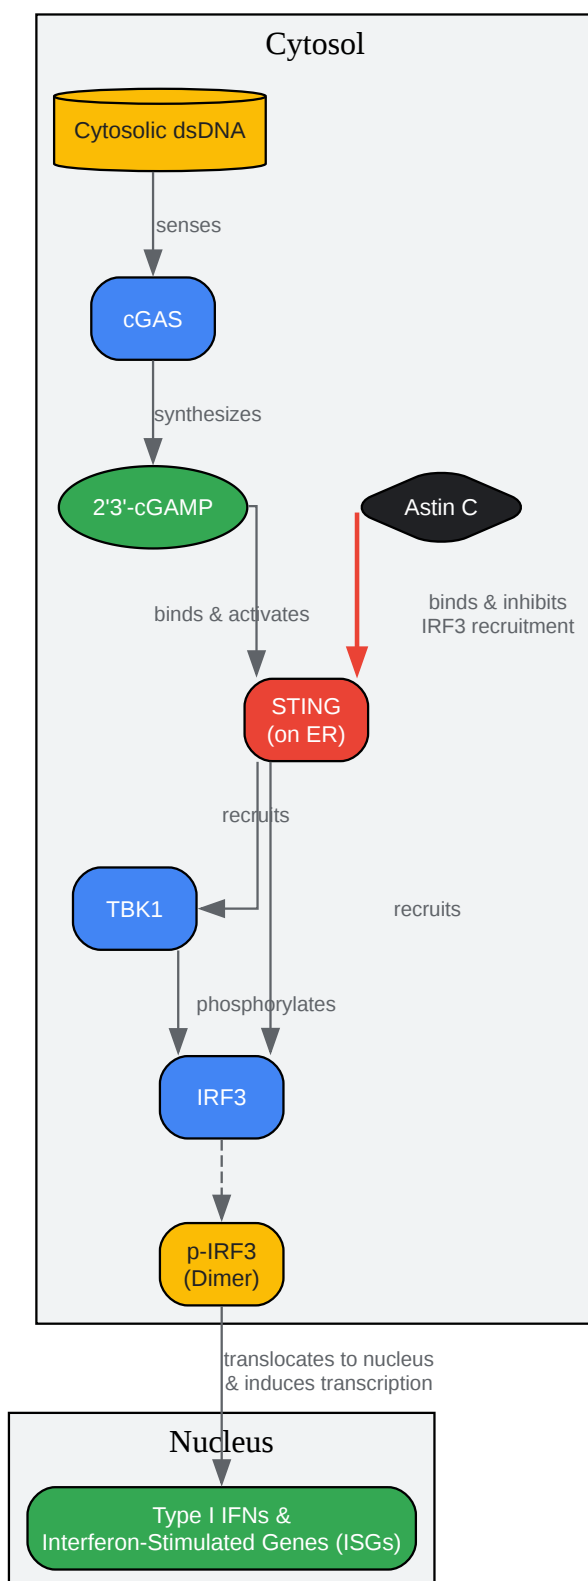 Cytosol
Cytosolic dsDNA
senses
cGAS
synthesizes
2'3'-cGAMP
Astin C
binds & activates
binds & inhibits
IRF3 recruitment
STING
(on ER)
recruits
TBK1
recruits
phosphorylates
IRF3
p-IRF3
(Dimer)
translocates to nucleus
& induces transcription
Nucleus
Type I IFNs &
Interferon-Stimulated Genes (ISGs)